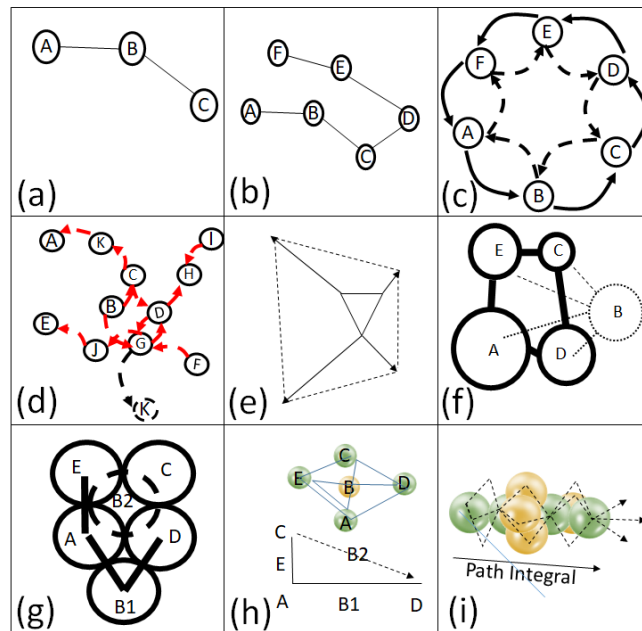 A
B
C
(a)
F
E
A
B
D
C
(b)
E
F
D
A
C
B
(c)
A
K
I
C
H
B
D
E
J
G
F
K
(d)
(e)
E
C
B
A
D
(f)
E
C
B2
A
D
B1
(g)
C
E
B
D
A
C
B2
E
A B1 D
(h)
Path Integral
(i)